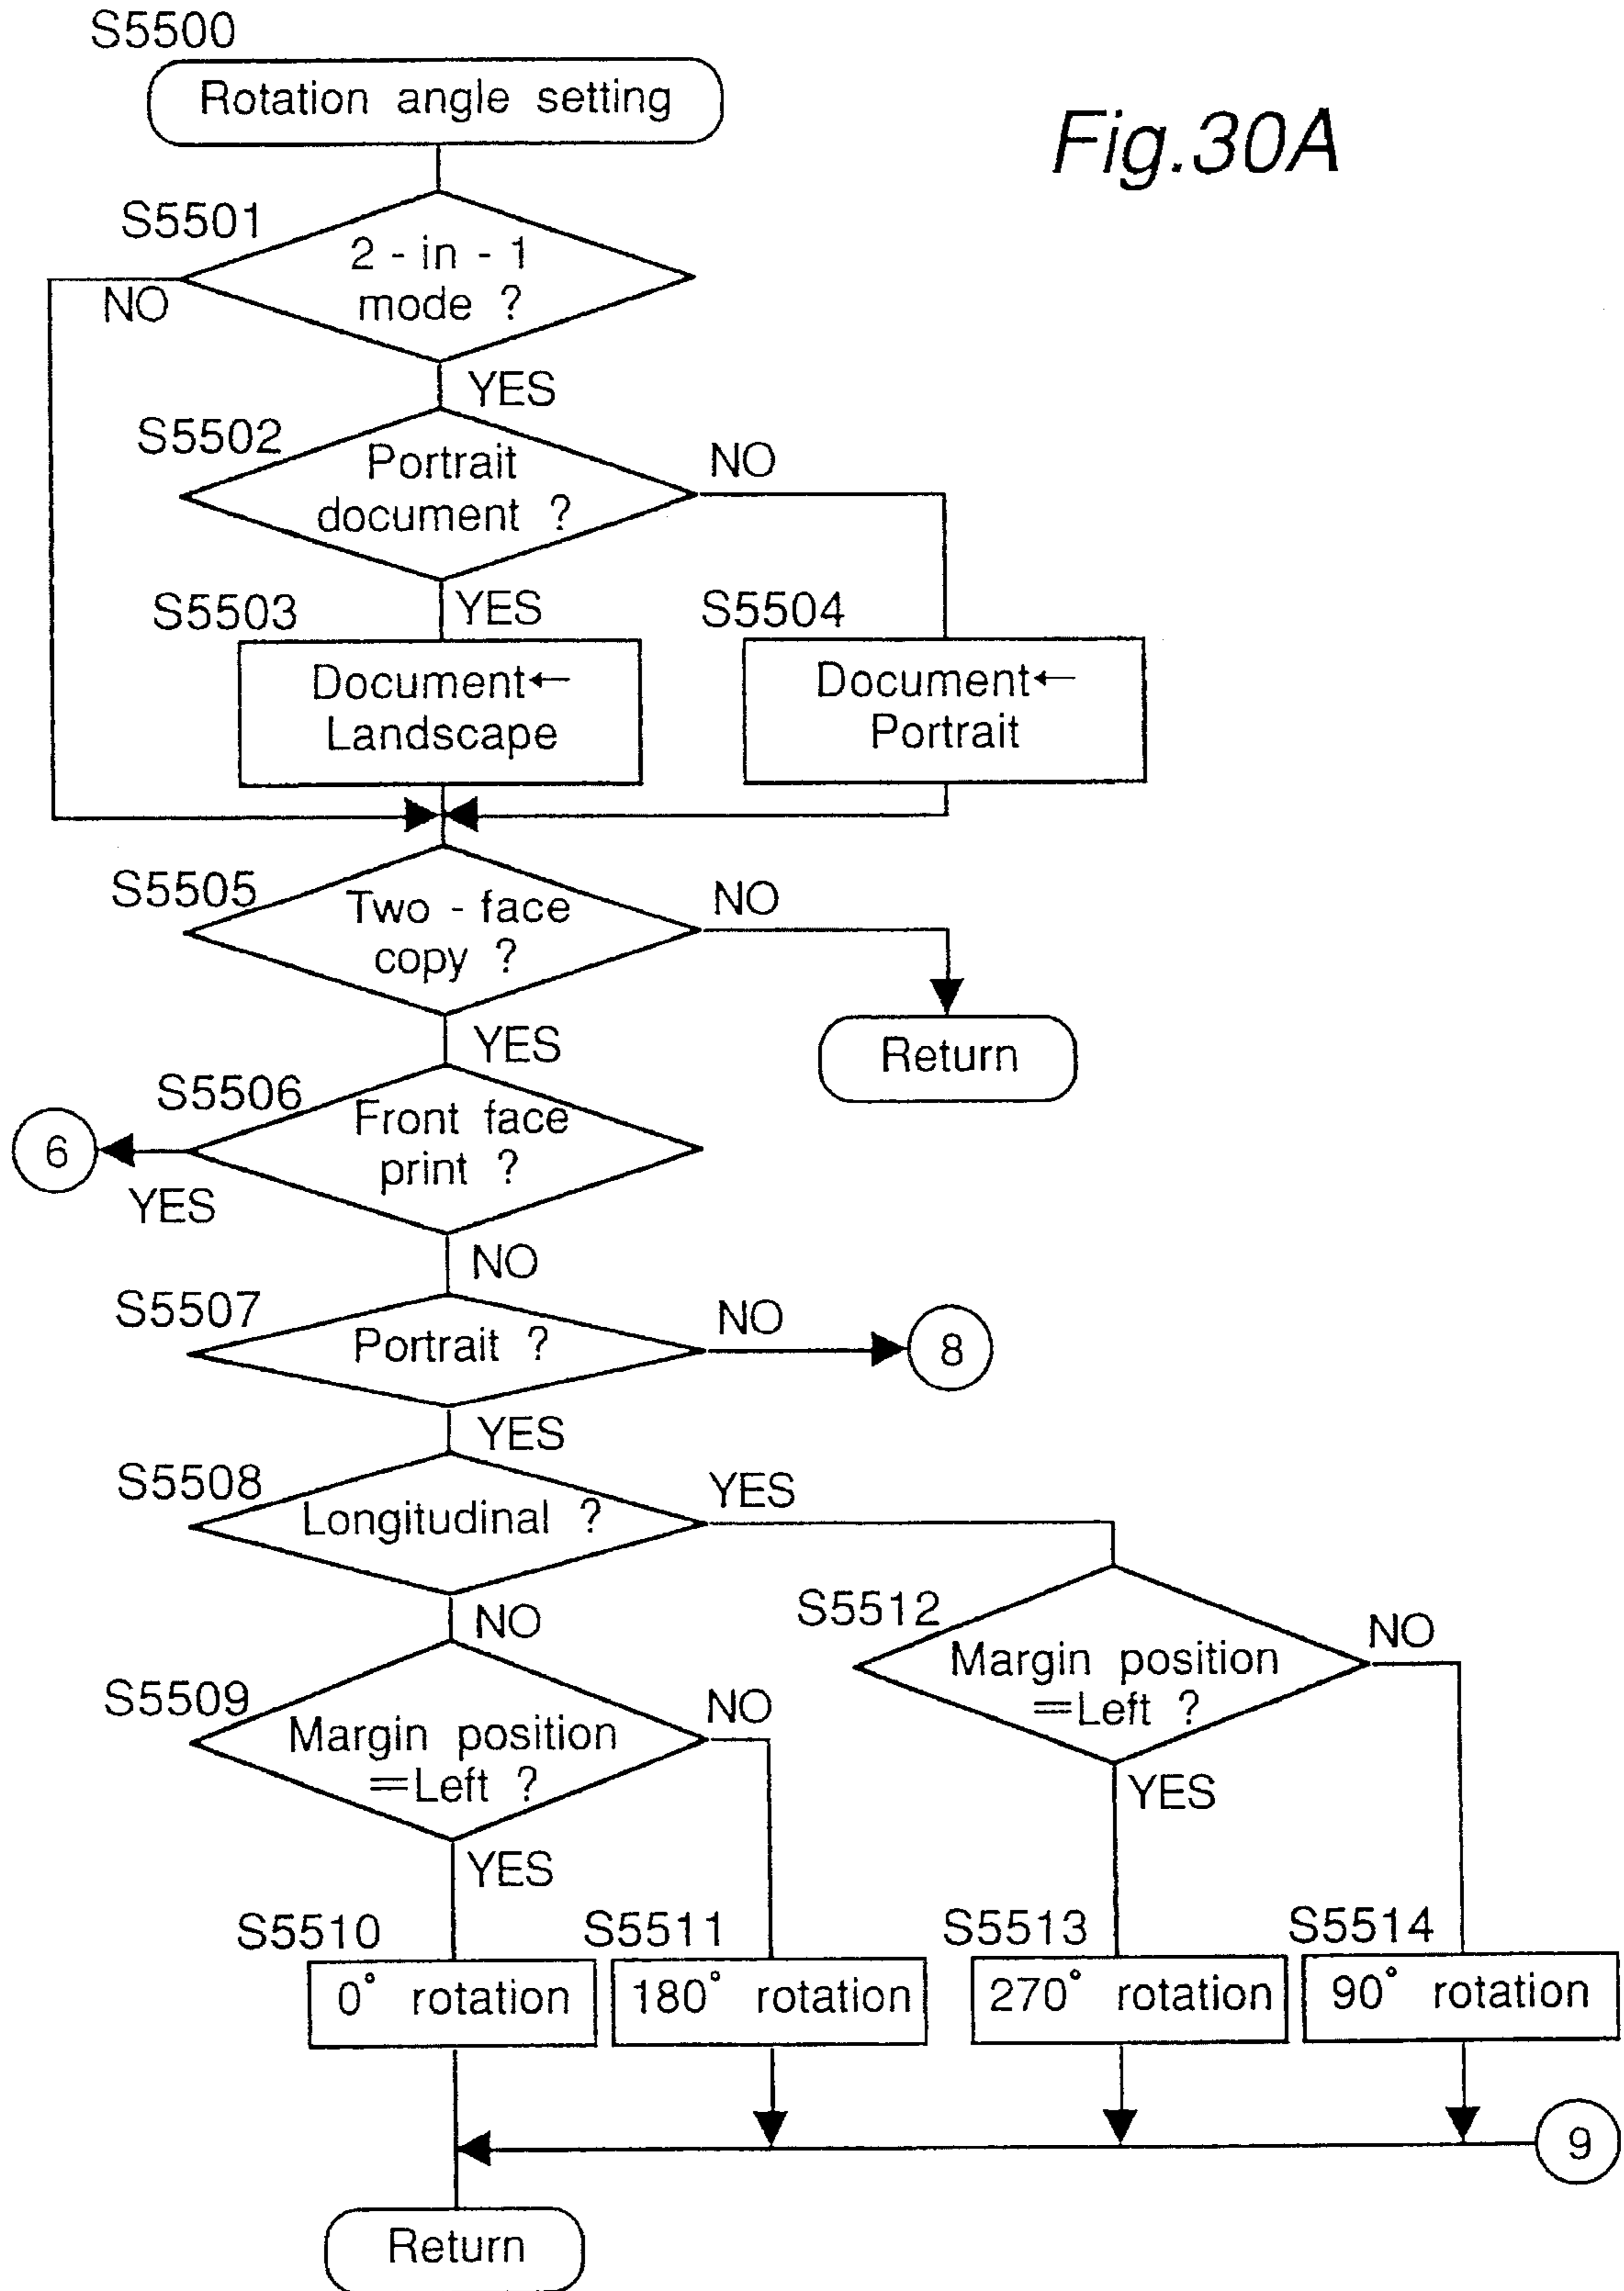 S5500
Rotation angle setting
Fig.30A
S5501
2 - in - 1
mode ?
NO
YES
S5502
Portrait
document ?
NO
YES
S5503
Document←
Landscape
S5504
Document←
Portrait
S5505
Two - face
copy ?
NO
Return
YES
S5506
Front face
print ?
6
YES
NO
S5507
Portrait ?
NO
8
YES
S5508
Longitudinal ?
YES
NO
S5512
Margin position
=Left ?
NO
YES
S5509
Margin position
=Left ?
NO
YES
S5510
0° rotation
S5511
180° rotation
S5513
270° rotation
S5514
90° rotation
9
Return